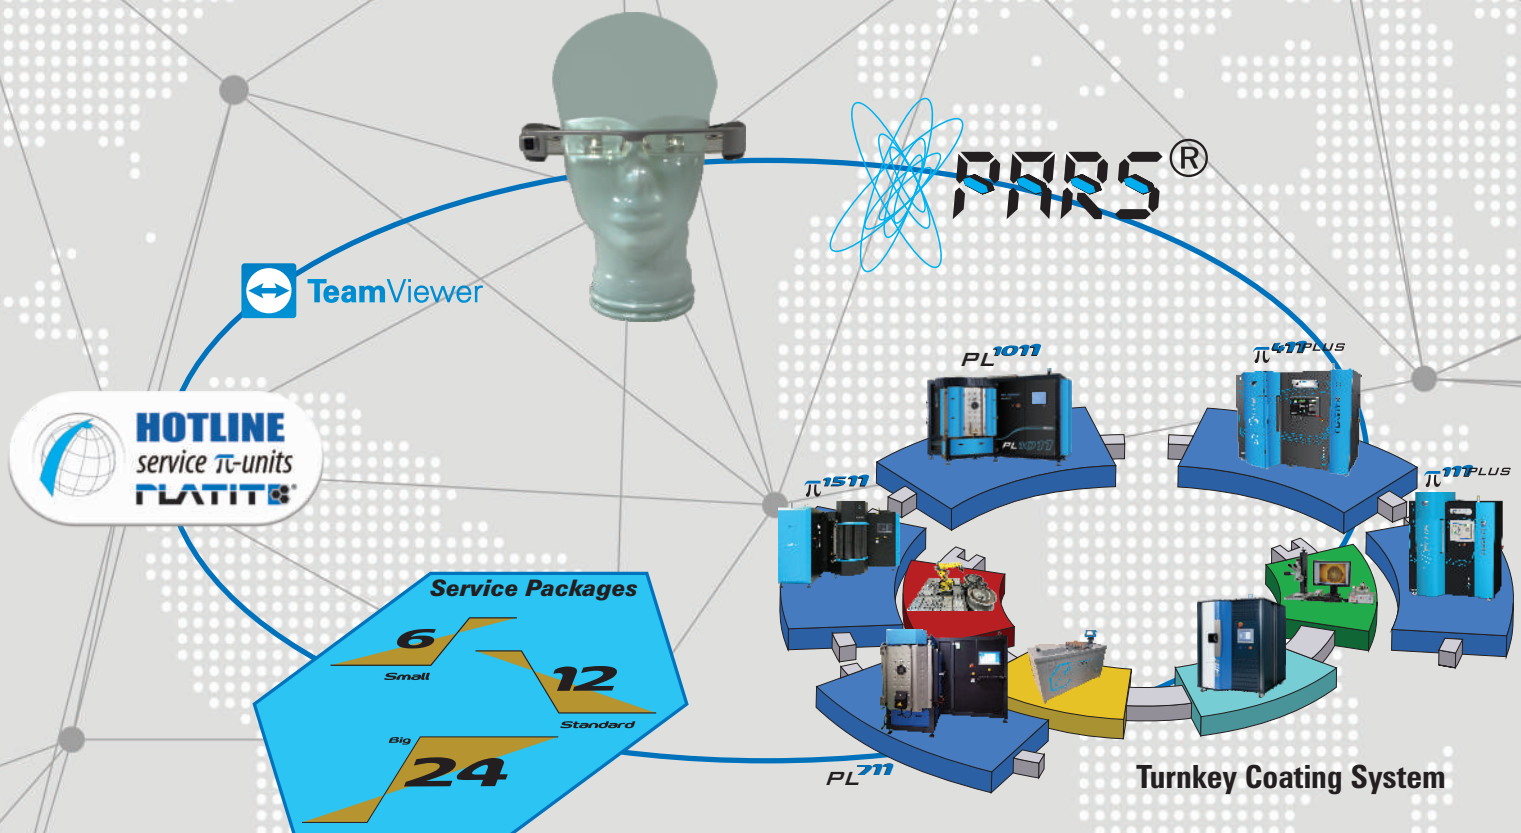 PARS®
TeamViewer
PL1011
π411PLUS
HOTLINE
service π-units
PLATIT
π1511
π111PLUS
PL1011
Service Packages
6
Small
12
Standard
Big
24
PL711
Turnkey Coating System